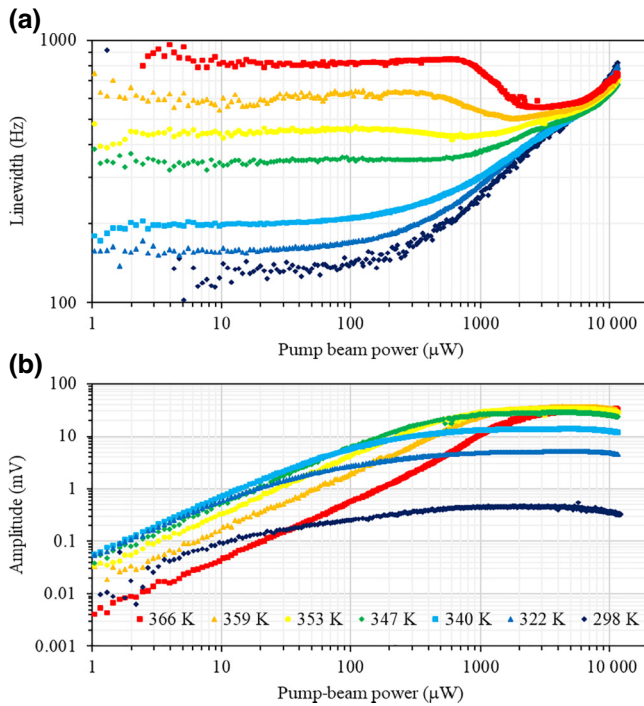 (a)
1000
100
Linewidth (Hz)
1 10 100 1000 10 000
Pump beam power (µW)
(b)
100
10
1
0.1
0.01
0.001
Amplitude (mV)
366 K 359 K 353 K 347 K 340 K 322 K 298 K
1 10 100 1000 10 000
Pump-beam power (µW)